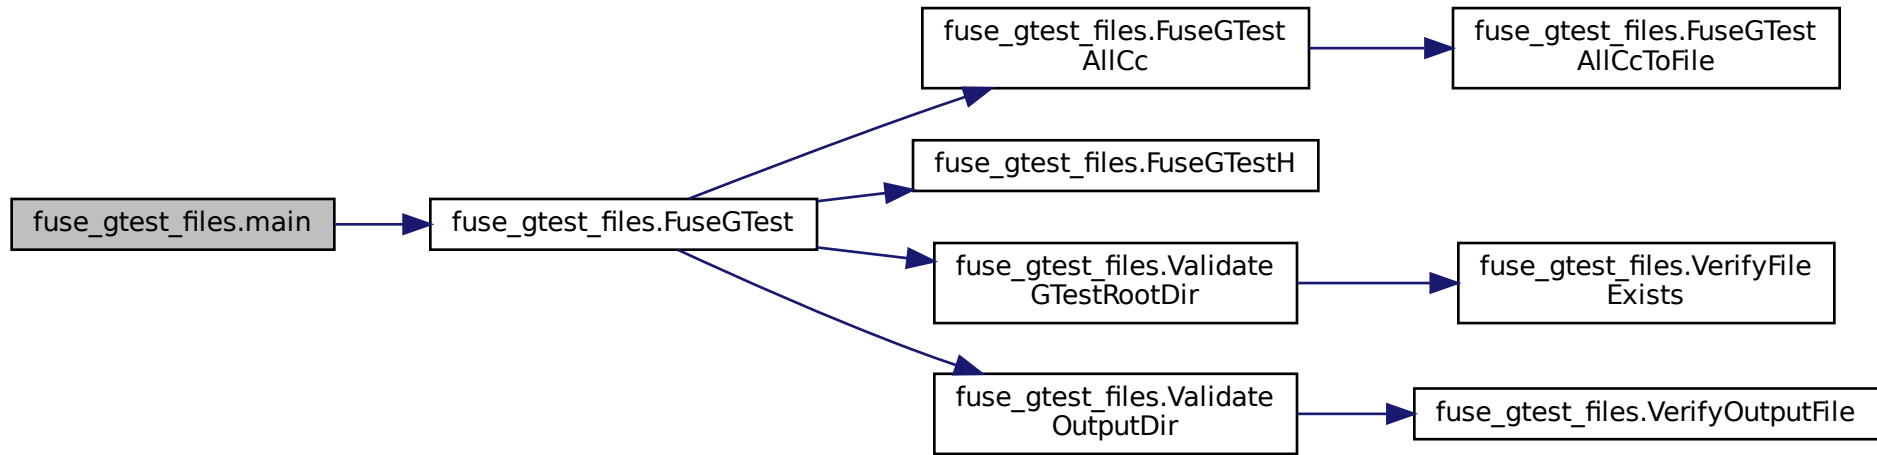 fuse_gtest_files.main
fuse_gtest_files.FuseGTest
fuse_gtest_files.FuseGTest
AllCc
fuse_gtest_files.FuseGTest
AllCcToFile
fuse_gtest_files.FuseGTestH
fuse_gtest_files.Validate
GTestRootDir
fuse_gtest_files.VerifyFile
Exists
fuse_gtest_files.Validate
OutputDir
fuse_gtest_files.VerifyOutputFile